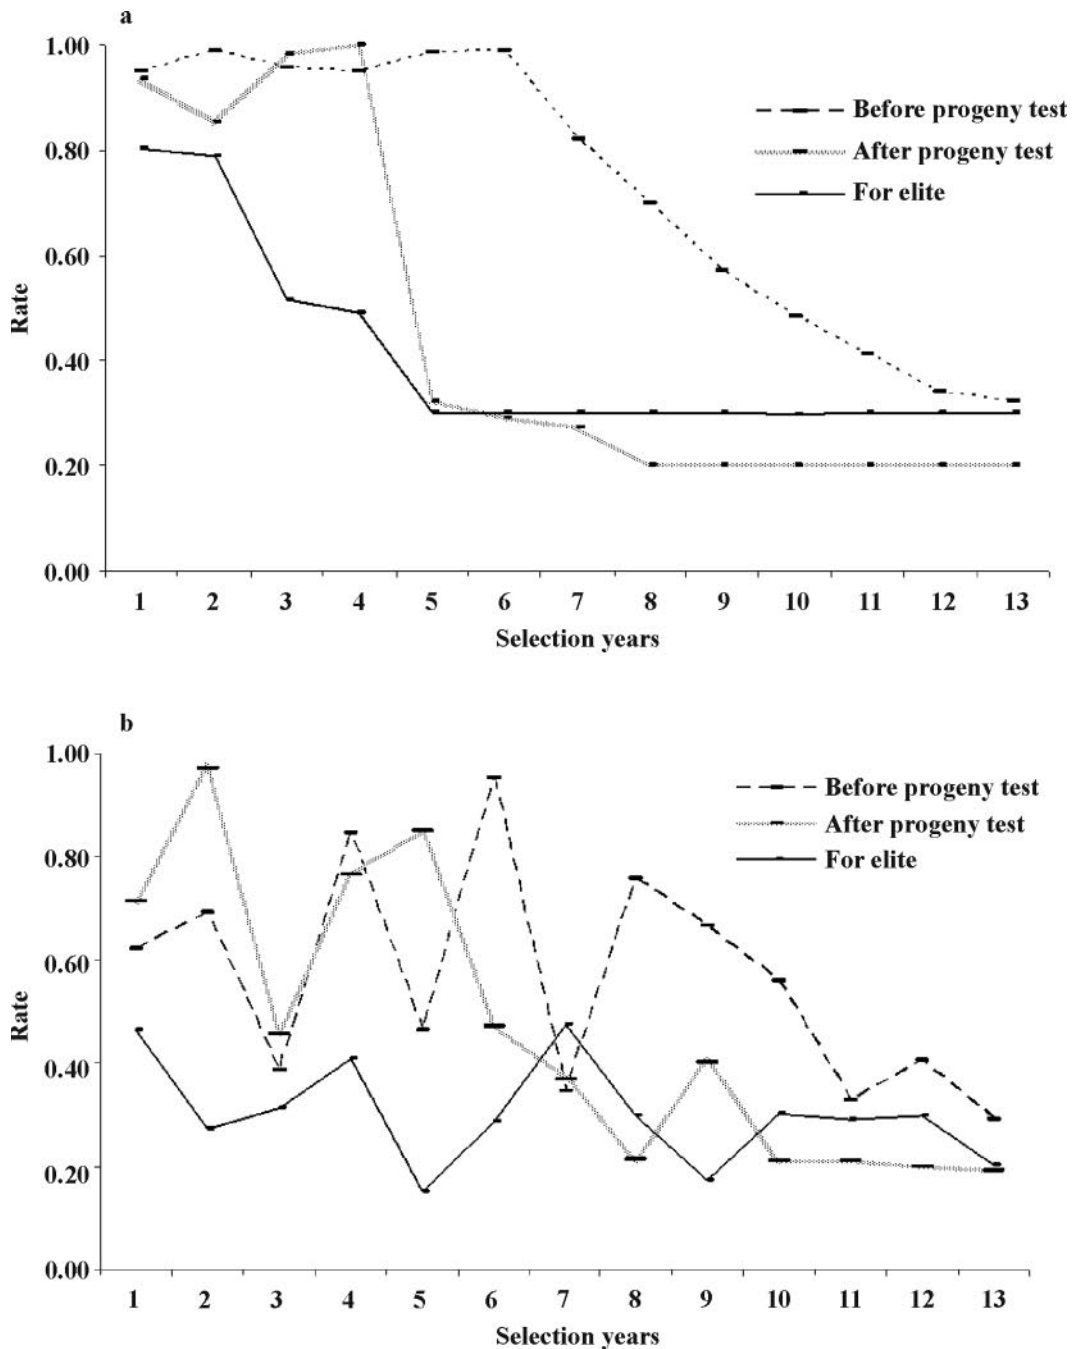 a
1.00
0.80
0.60
0.40
0.20
0.00
Rate
Before progeny test
After progeny test
For elite
1 2 3 4 5 6 7 8 9 10 11 12 13
Selection years
b
1.00
0.80
0.60
0.40
0.20
0.00
Rate
Before progeny test
After progeny test
For elite
1 2 3 4 5 6 7 8 9 10 11 12 13
Selection years